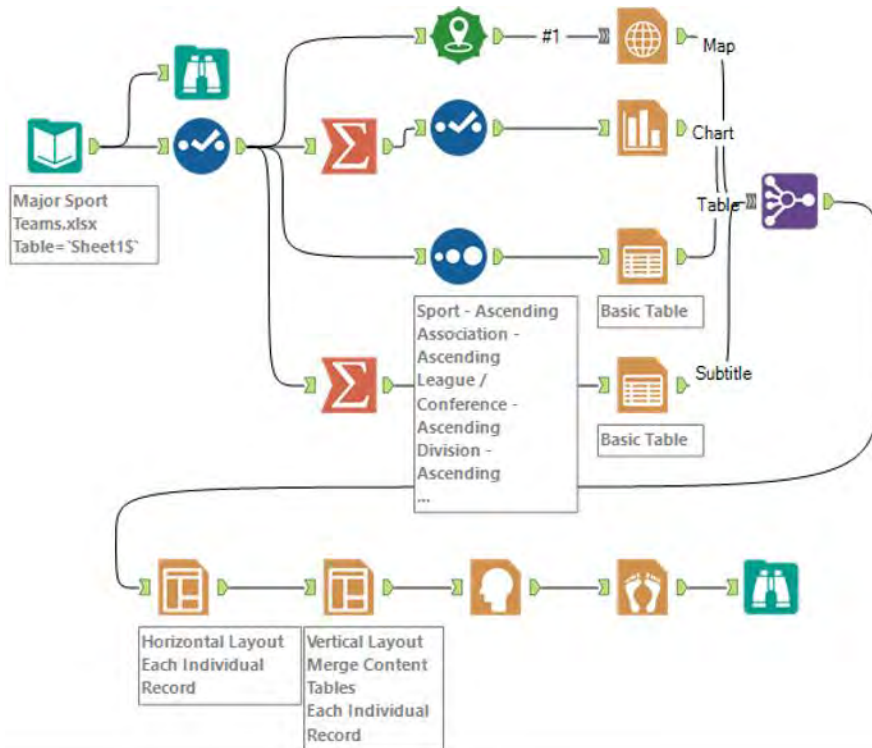 #1
Map
Chart
Major Sport
Teams.xlsx
Table=`Sheet1$`
Table
Sport - Ascending
Association -
Ascending
League /
Conference -
Ascending
Division -
Ascending
...
Basic Table
Subtitle
Basic Table
Horizontal Layout
Each Individual
Record
Vertical Layout
Merge Content
Tables
Each Individual
Record